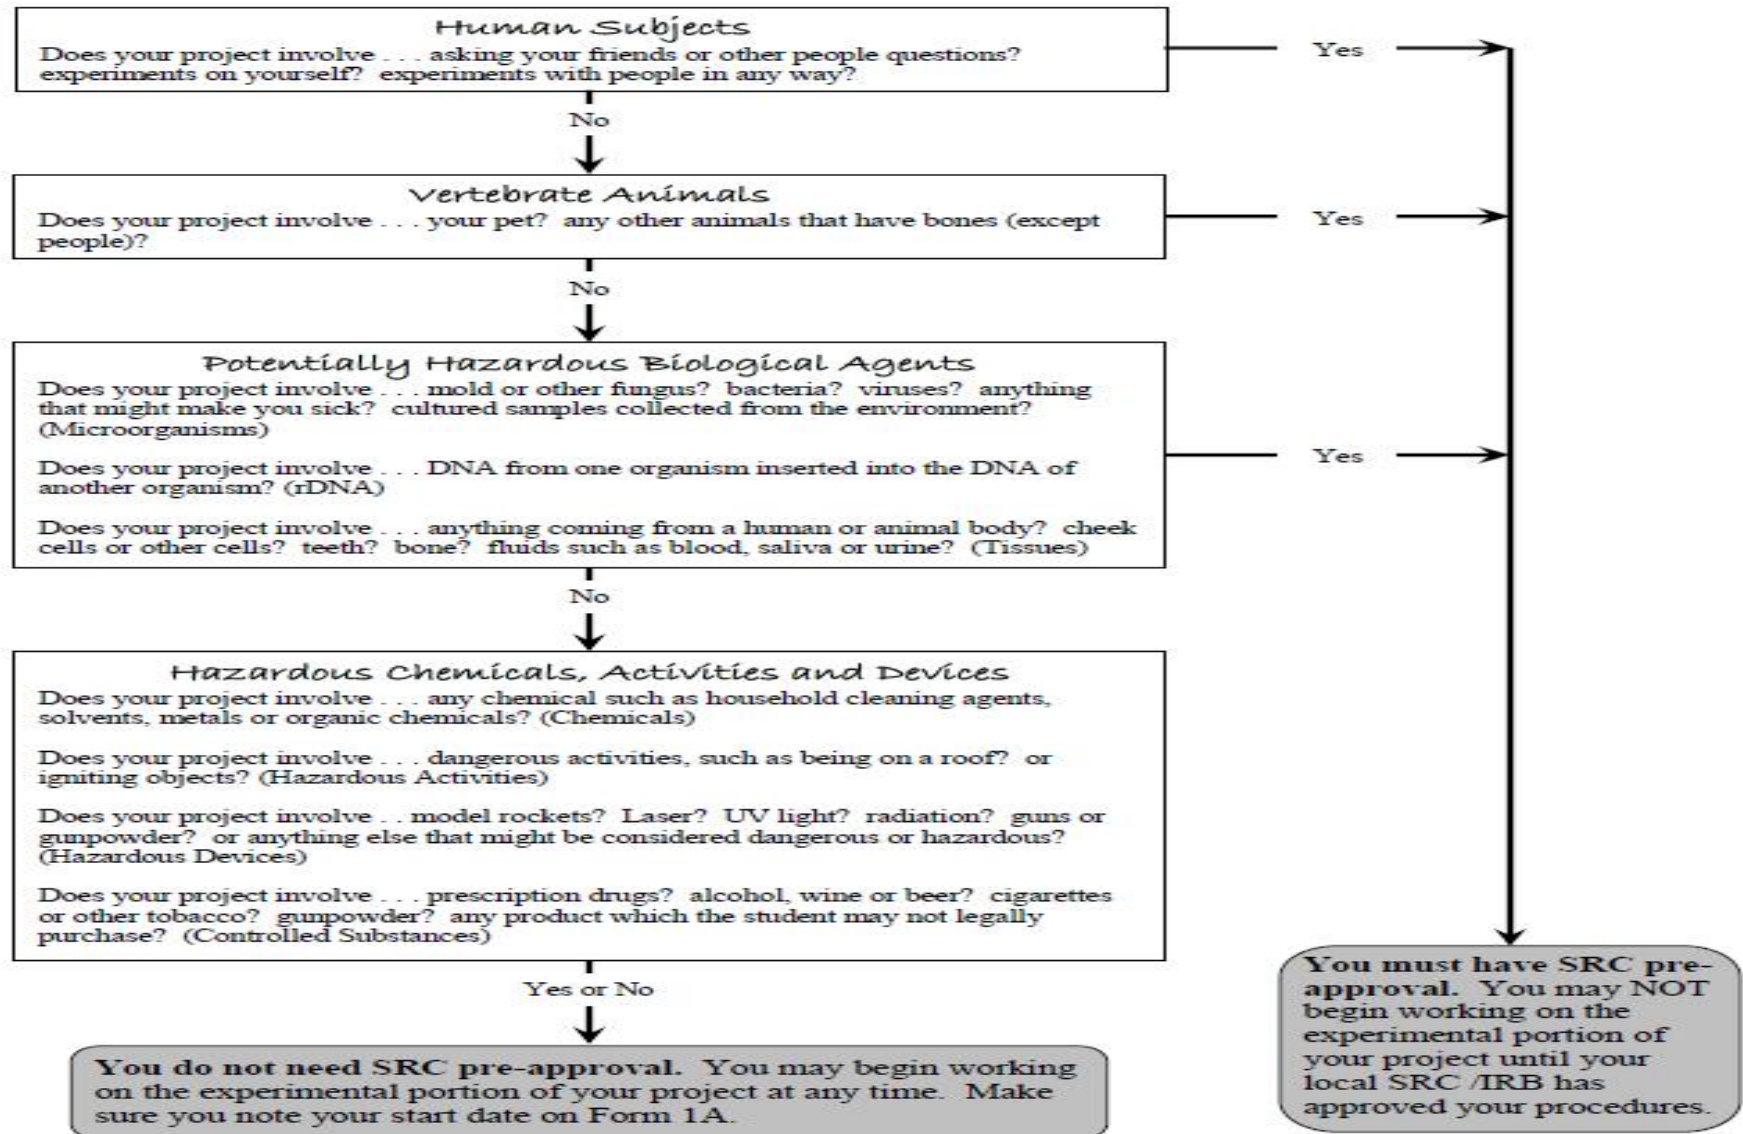 Human Subjects
Does your project involve . . . asking your friends or other people questions?
experiments on yourself?  experiments with people in any way?
Yes
No
Vertebrate Animals
Does your project involve . . . your pet?  any other animals that have bones (except
people)?
Yes
No
Potentially Hazardous Biological Agents
Does your project involve . . . mold or other fungus?  bacteria?  viruses?  anything
that might make you sick?  cultured samples collected from the environment?
(Microorganisms)
Does your project involve . . . DNA from one organism inserted into the DNA of
another organism? (rDNA)
Does your project involve . . . anything coming from a human or animal body?  cheek
cells or other cells?  teeth?  bone?  fluids such as blood, saliva or urine?  (Tissues)
Yes
No
Hazardous Chemicals, Activities and Devices
Does your project involve . . . any chemical such as household cleaning agents,
solvents, metals or organic chemicals? (Chemicals)
Does your project involve . . . dangerous activities, such as being on a roof?  or
igniting objects? (Hazardous Activities)
Does your project involve . . model rockets?  Laser?  UV light?  radiation?  guns or
gunpowder?  or anything else that might be considered dangerous or hazardous?
(Hazardous Devices)
Does your project involve . . . prescription drugs?  alcohol, wine or beer?  cigarettes
or other tobacco?  gunpowder?  any product which the student may not legally
purchase?  (Controlled Substances)
Yes or No
You do not need SRC pre-approval.  You may begin working
on the experimental portion of your project at any time.  Make
sure you note your start date on Form 1A.
You must have SRC pre-
approval.  You may NOT
begin working on the
experimental portion of
your project until your
local SRC /IRB has
approved your procedures.